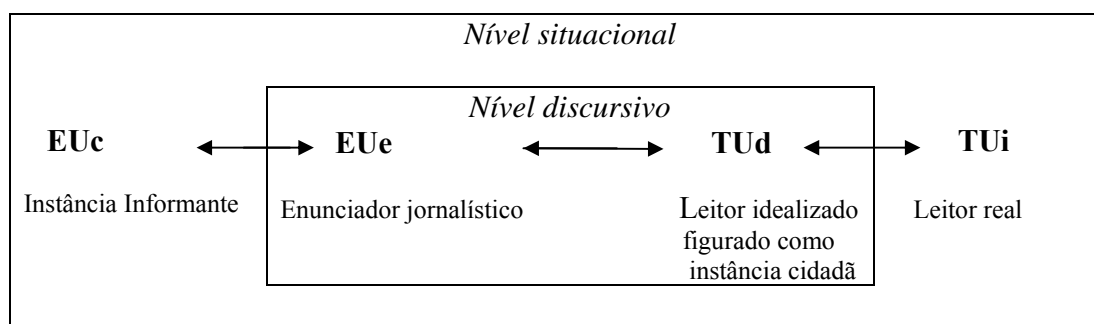 Nível situacional
Nível discursivo
EUc EUe TUd TUi
Instância Informante Enunciador jornalístico Leitor idealizado Leitor real
figurado como
instância cidadã